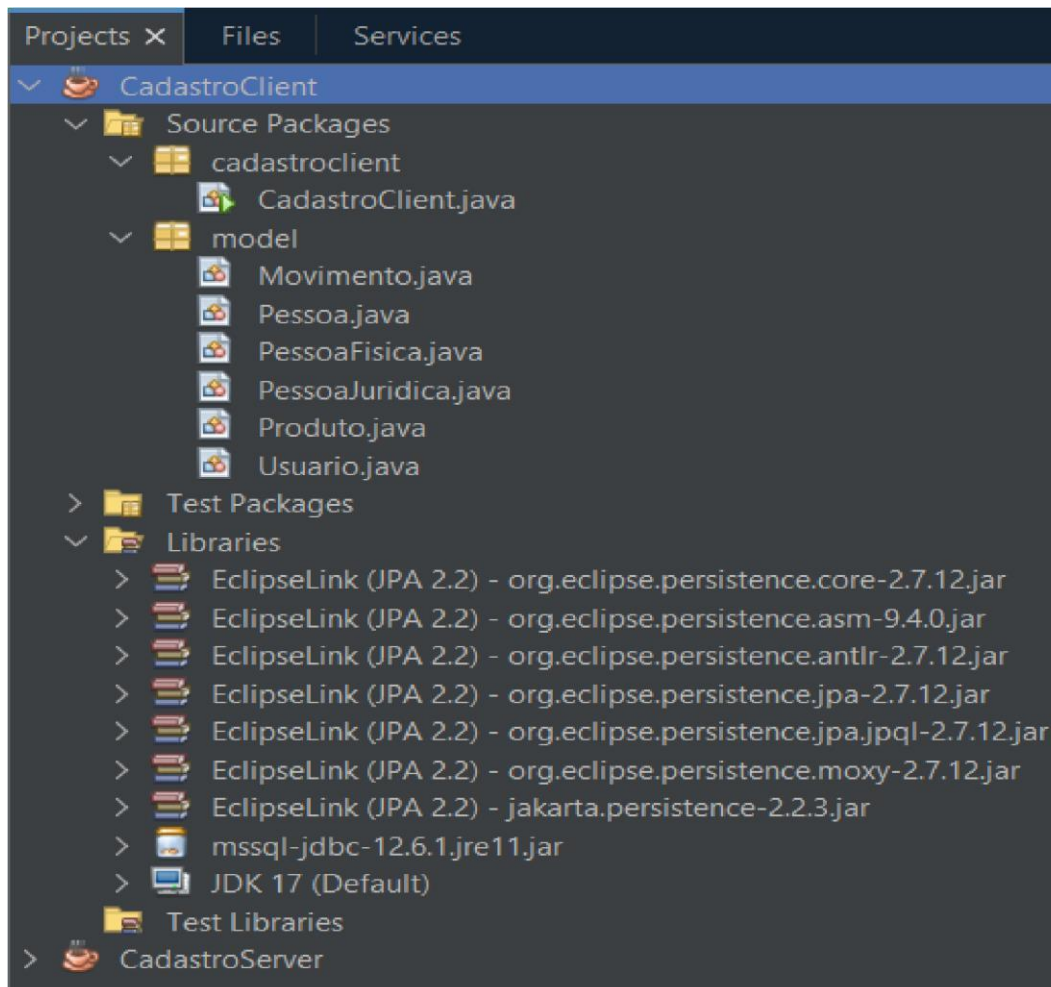 Projects × Files Services
CadastroClient
Source Packages
cadastroclient
CadastroClient.java
model
Movimento.java
Pessoa.java
PessoaFisica.java
PessoaJuridica.java
Produto.java
Usuario.java
Test Packages
Libraries
EclipseLink (JPA 2.2) - org.eclipse.persistence.core-2.7.12.jar
EclipseLink (JPA 2.2) - org.eclipse.persistence.asm-9.4.0.jar
EclipseLink (JPA 2.2) - org.eclipse.persistence.antlr-2.7.12.jar
EclipseLink (JPA 2.2) - org.eclipse.persistence.jpa-2.7.12.jar
EclipseLink (JPA 2.2) - org.eclipse.persistence.jpa.jpql-2.7.12.jar
EclipseLink (JPA 2.2) - org.eclipse.persistence.moxy-2.7.12.jar
EclipseLink (JPA 2.2) - jakarta.persistence-2.2.3.jar
mssql-jdbc-12.6.1.jre11.jar
JDK 17 (Default)
Test Libraries
CadastroServer